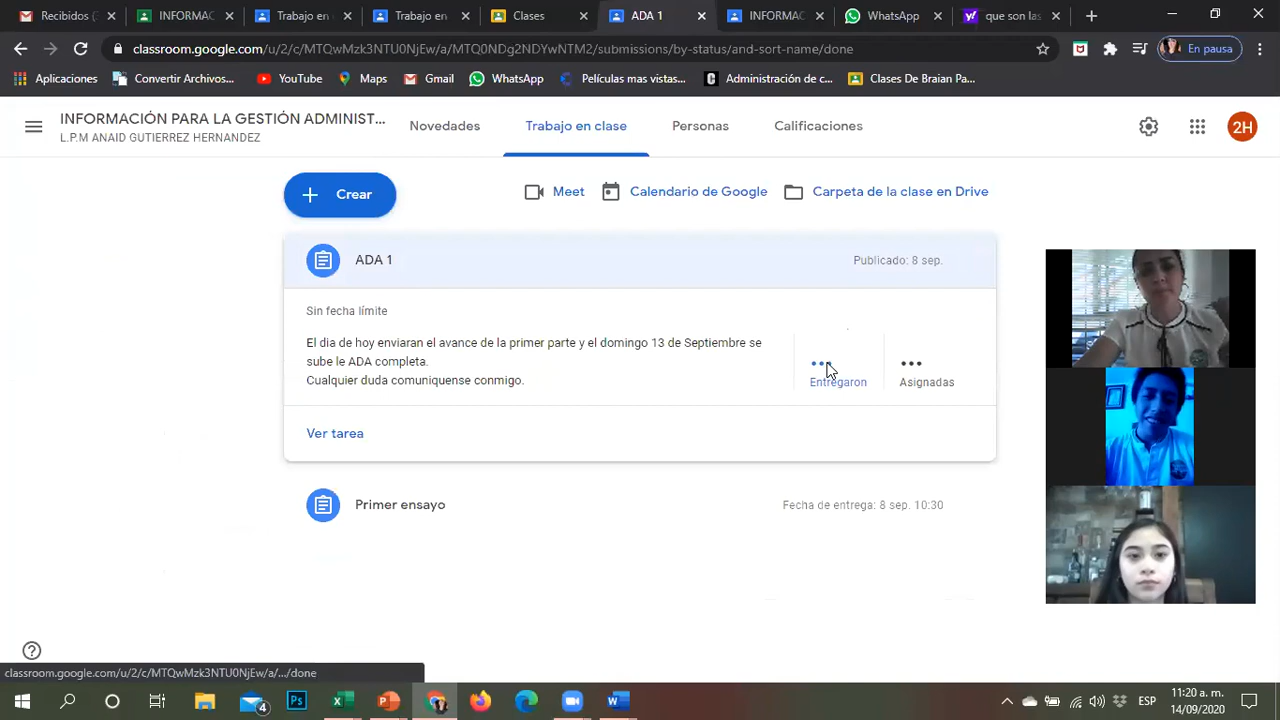 Recibidos (
INFORMAC
Trabajo en c
Trabajo en
Clases
ADA 1
INFORMAC
WhatsApp
que son las
classroom.google.com/u/2/c/MTQwMzk3NTU0NjEw/a/MTQ0NDg2NDYwNTM2/submissions/by-status-and-sort-name/done
En pausa
Aplicaciones
Convertir Archivos...
YouTube
Maps
Gmail
WhatsApp
Películas mas vistas...
Administración de c...
Clases De Braian Pa...
INFORMACIÓN PARA LA GESTIÓN ADMINIST...
L.P.M ANAID GUTIERREZ HERNANDEZ
Novedades
Trabajo en clase
Personas
Calificaciones
2H
Crear
Meet
Calendario de Google
Carpeta de la clase en Drive
ADA 1
Publicado: 8 sep.
Sin fecha límite
El dia de hoy enviaran el avance de la primer parte y el domingo 13 de Septiembre se
sube le ADA completa.
Cualquier duda comuniquense conmigo.
Entregaron
Asignadas
Ver tarea
Primer ensayo
Fecha de entrega: 8 sep. 10:30
classroom.google.com/u/2/c/MTQwMzk3NTU0NjEw/a/.../done
4
ESP
11:20 a. m.
14/09/2020